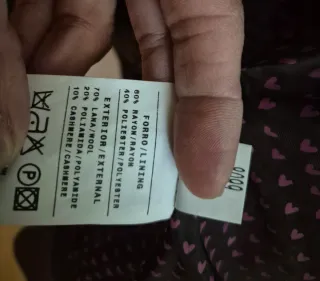 FORRO/LINING
60% RAYON/RAYON
40% POLIESTER/POLYESTER
EXTERIOR/EXTERNAL
70% LANA/WOOL
20% POLIAMIDA/POLYAMIDE
10% CASHMERE/CASHMERE
P
0000